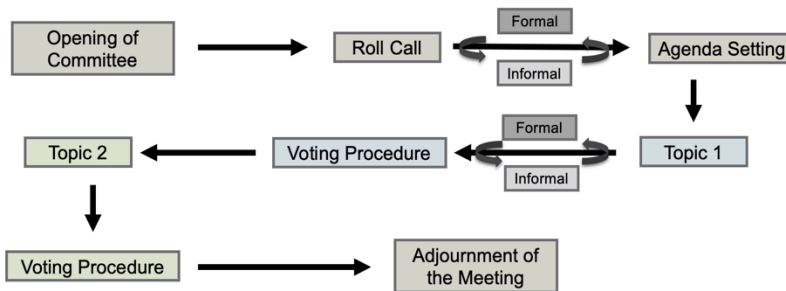 Opening of
Committee
Roll Call
Formal
Informal
Agenda Setting
Topic 2
Voting Procedure
Formal
Informal
Topic 1
Voting Procedure
Adjournment of
the Meeting